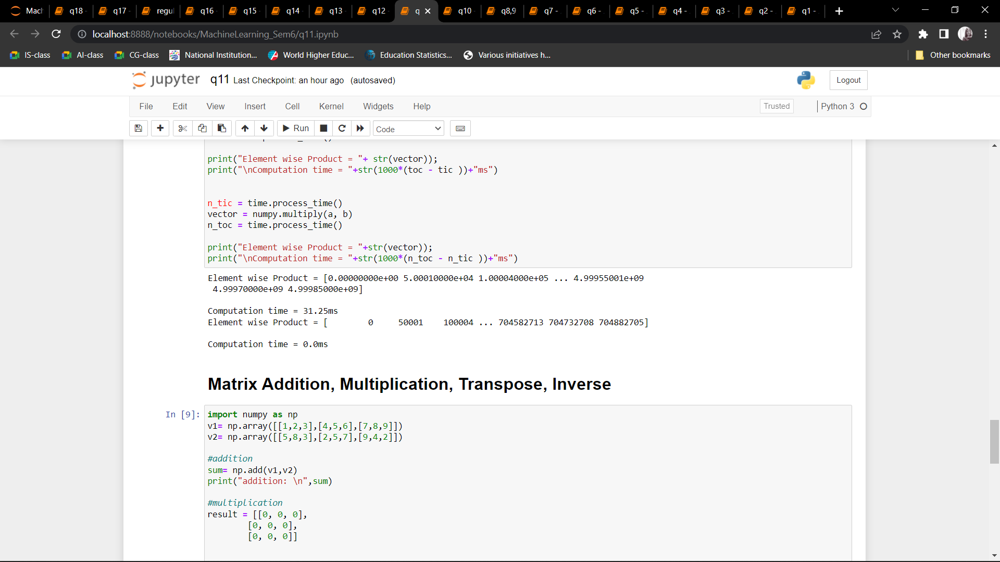 Mach q18 - q17 - regul q16 - q15 - q14 - q13 - q12 - q q10 - q8,9 q7 - q6 - q5 - q4 - q3 - q2 - q1 -
localhost:8888/notebooks/MachineLearning_Sem6/q11.ipynb
IS-class AI-class CG-class National Institution... World Higher Educ... Education Statistics... Various initiatives h... Other bookmarks
jupyter q11 Last Checkpoint: an hour ago (autosaved) Logout
File Edit View Insert Cell Kernel Widgets Help Trusted Python 3
Run Code
print("Element wise Product = "+ str(vector));
print("\nComputation time = "+str(1000*(toc - tic ))+"ms")
n_tic = time.process_time()
vector = numpy.multiply(a, b)
n_toc = time.process_time()
print("Element wise Product = "+str(vector));
print("\nComputation time = "+str(1000*(n_toc - n_tic ))+"ms")
Element wise Product = [0.00000000e+00 5.00010000e+04 1.00004000e+05 ... 4.99955001e+09
4.99970000e+09 4.99985000e+09]
Computation time = 31.25ms
Element wise Product = [ 0 50001 100004 ... 704582713 704732708 704882705]
Computation time = 0.0ms
Matrix Addition, Multiplication, Transpose, Inverse
In [9]: import numpy as np
v1= np.array([[1,2,3],[4,5,6],[7,8,9]])
v2= np.array([[5,8,3],[2,5,7],[9,4,2]])
#addition
sum= np.add(v1,v2)
print("addition: \n",sum)
#multiplication
result = [[0, 0, 0],
[0, 0, 0],
[0, 0, 0]]